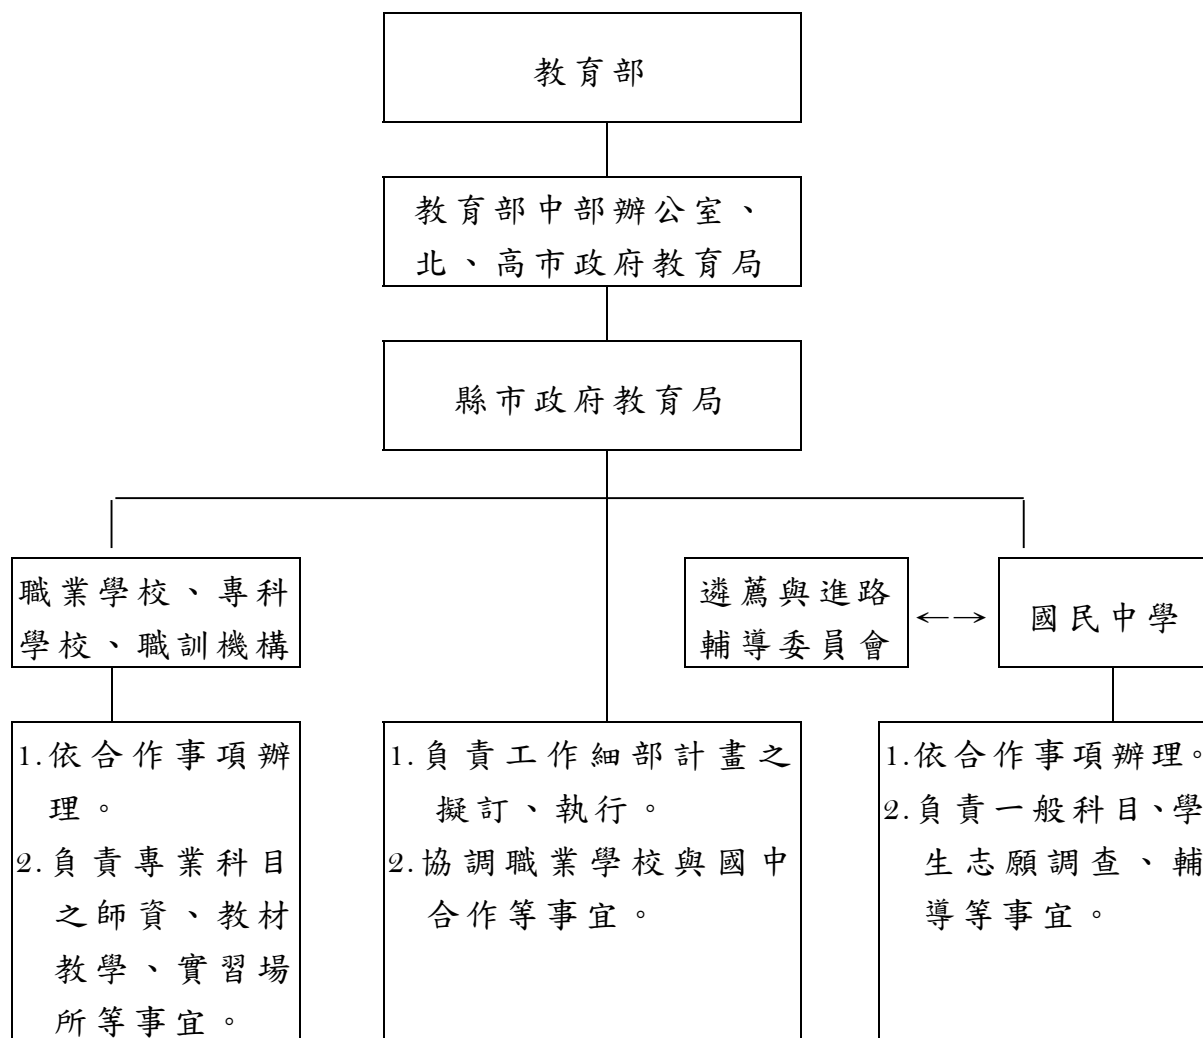 教育部
教育部中部辦公室、
北、高市政府教育局
縣市政府教育局
職業學校、專科
學校、職訓機構
遴薦與進路
輔導委員會
←→
國民中學
1.依合作事項辦
理。
2.負責專業科目
之師資、教材
教學、實習場
所等事宜。
1.負責工作細部計畫之
擬訂、執行。
2.協調職業學校與國中
合作等事宜。
1.依合作事項辦理。
2.負責一般科目、學
生志願調查、輔
導等事宜。